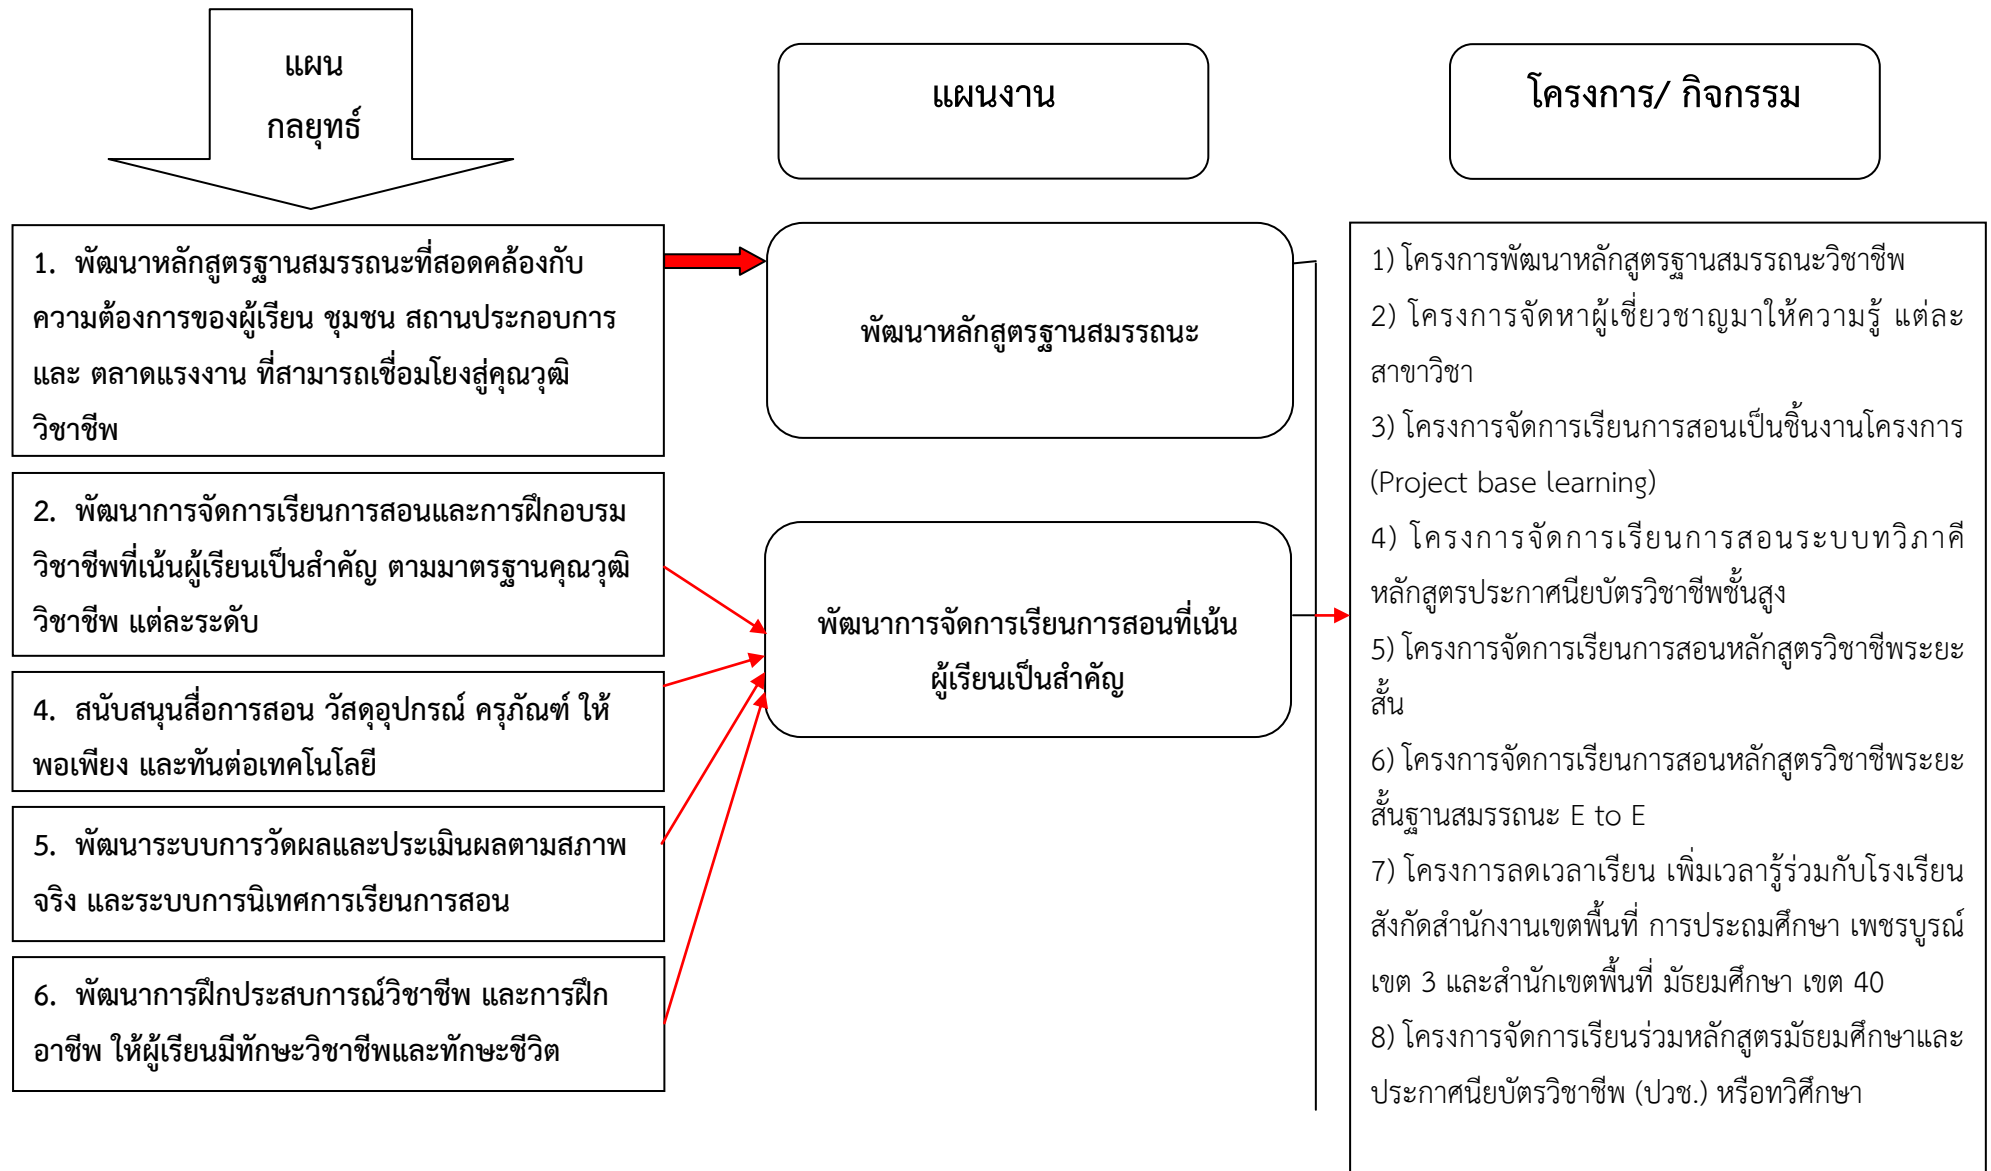 แผน
กลยุทธ์
แผนงาน
โครงการ/ กิจกรรม
1. พัฒนาหลักสูตรฐานสมรรถนะที่สอดคล้องกับ
ความต้องการของผู้เรียน ชุมชน สถานประกอบการ
และ ตลาดแรงงาน ที่สามารถเชื่อมโยงสู่คุณวุฒิ
วิชาชีพ
2. พัฒนาการจัดการเรียนการสอนและการฝึกอบรม
วิชาชีพที่เน้นผู้เรียนเป็นสำคัญ ตามมาตรฐานคุณวุฒิ
วิชาชีพ แต่ละระดับ
4. สนับสนุนสื่อการสอน วัสดุอุปกรณ์ ครุภัณฑ์ ให้
พอเพียง และทันต่อเทคโนโลยี
5. พัฒนาระบบการวัดผลและประเมินผลตามสภาพ
จริง และระบบการนิเทศการเรียนการสอน
6. พัฒนาการฝึกประสบการณ์วิชาชีพ และการฝึก
อาชีพ ให้ผู้เรียนมีทักษะวิชาชีพและทักษะชีวิต
พัฒนาหลักสูตรฐานสมรรถนะ
พัฒนาการจัดการเรียนการสอนที่เน้น
ผู้เรียนเป็นสำคัญ
1) โครงการพัฒนาหลักสูตรฐานสมรรถนะวิชาชีพ
2) โครงการจัดหาผู้เชี่ยวชาญมาให้ความรู้ แต่ละ
สาขาวิชา
3) โครงการจัดการเรียนการสอนเป็นชิ้นงานโครงการ
(Project base learning)
4) โครงการจัดการเรียนการสอนระบบทวิภาคี
หลักสูตรประกาศนียบัตรวิชาชีพชั้นสูง
5) โครงการจัดการเรียนการสอนหลักสูตรวิชาชีพระยะ
สั้น
6) โครงการจัดการเรียนการสอนหลักสูตรวิชาชีพระยะ
สั้นฐานสมรรถนะ E to E
7) โครงการลดเวลาเรียน เพิ่มเวลารู้ร่วมกับโรงเรียน
สังกัดสำนักงานเขตพื้นที่ การประถมศึกษา เพชรบูรณ์
เขต 3 และสำนักเขตพื้นที่ มัธยมศึกษา เขต 40
8) โครงการจัดการเรียนร่วมหลักสูตรมัธยมศึกษาและ
ประกาศนียบัตรวิชาชีพ (ปวช.) หรือทวิศึกษา